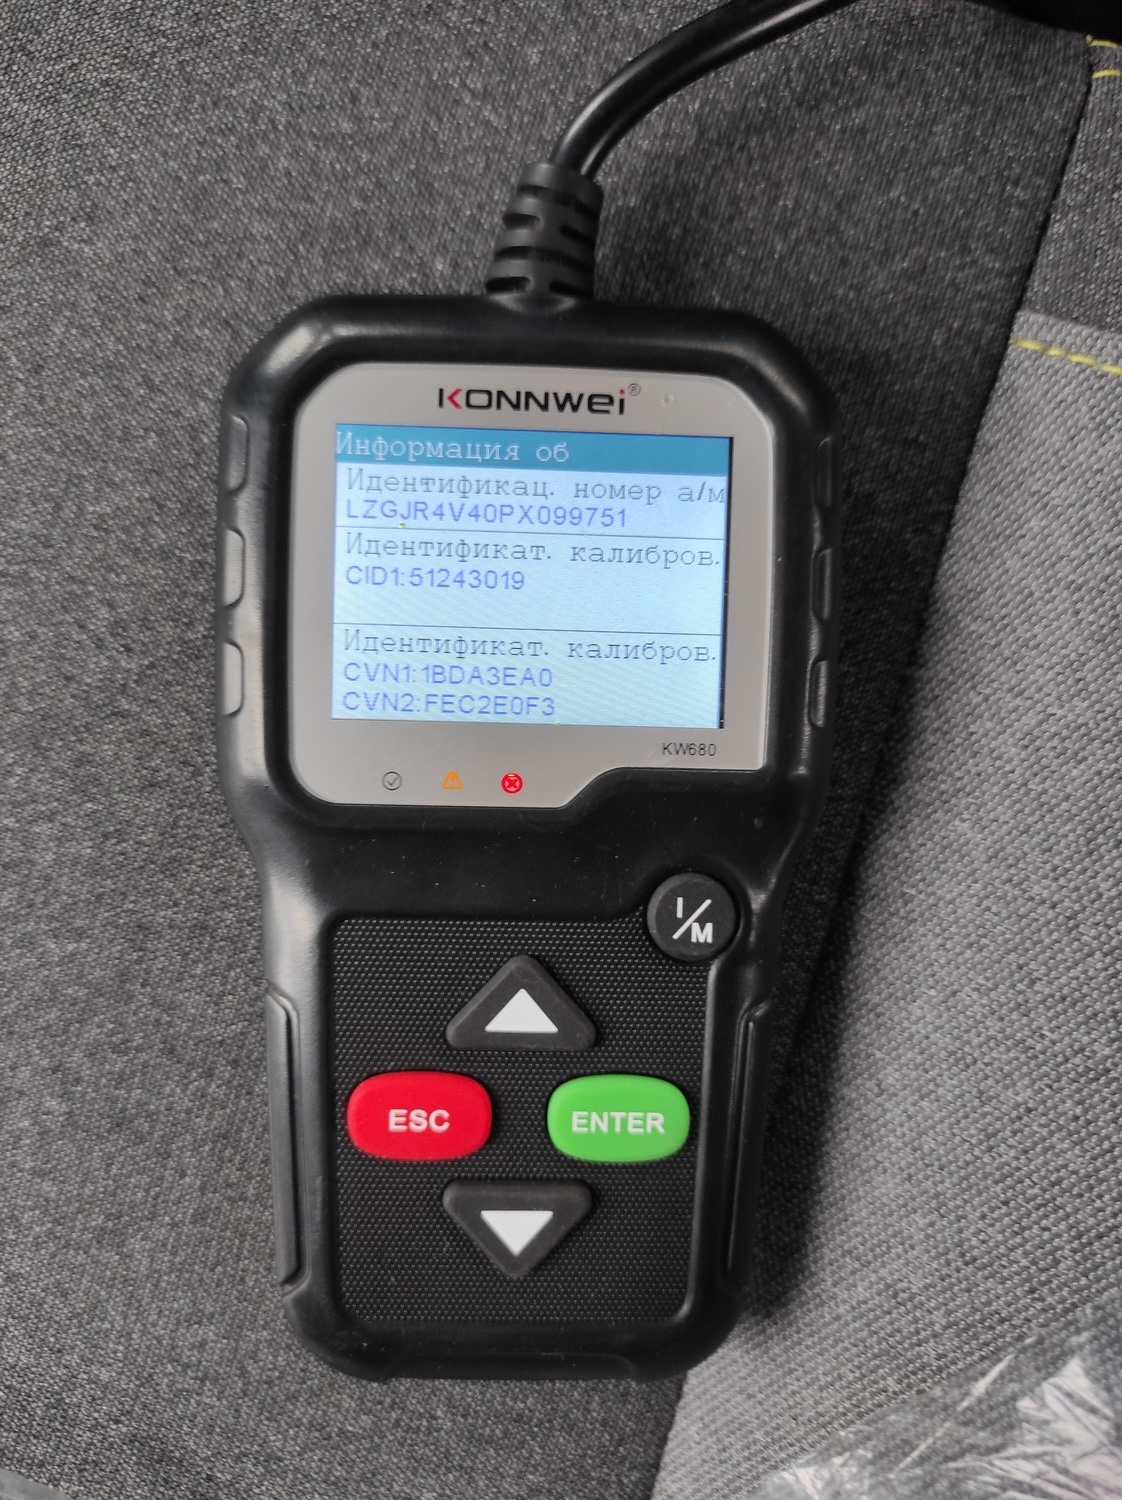 KONNWEI®
Информация об
Идентификац. номер а/м
LZGJR4V40PX099751
Идентификат. калибров.
CID1:51243019
Идентификат. калибров.
CVN1:1BDA3EA0
CVN2:FEC2E0F3
KW680
I/M
ESC
ENTER